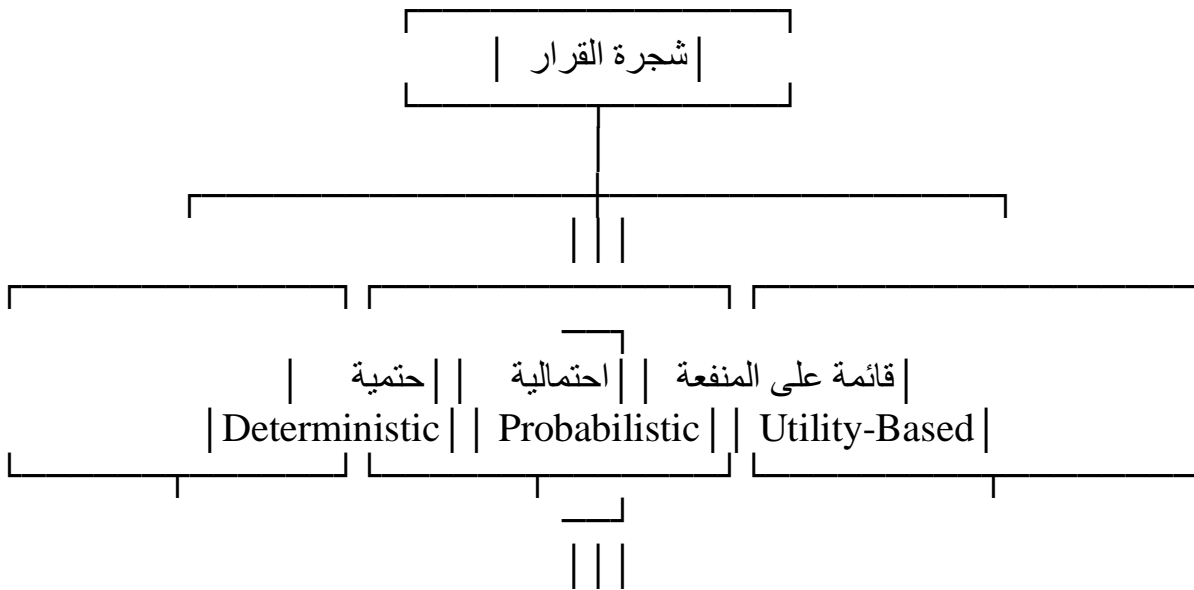 شجرة القرار
قائمة على المنفعة | | احتمالية | | حتمية
| Deterministic | | Probabilistic | | Utility-Based |